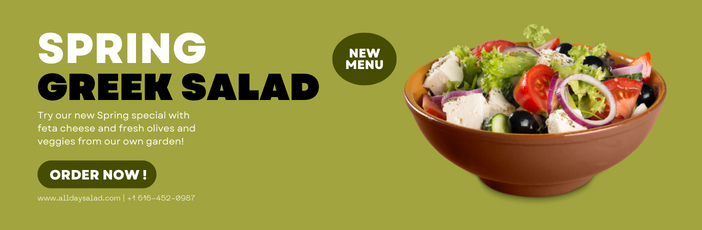 SPRING
GREEK SALAD
NEW
MENU
Try our new Spring special with
feta cheese and fresh olives and
veggies from our own garden!
ORDER NOW !
www.alldaysalad.com | +1 616-452-0987